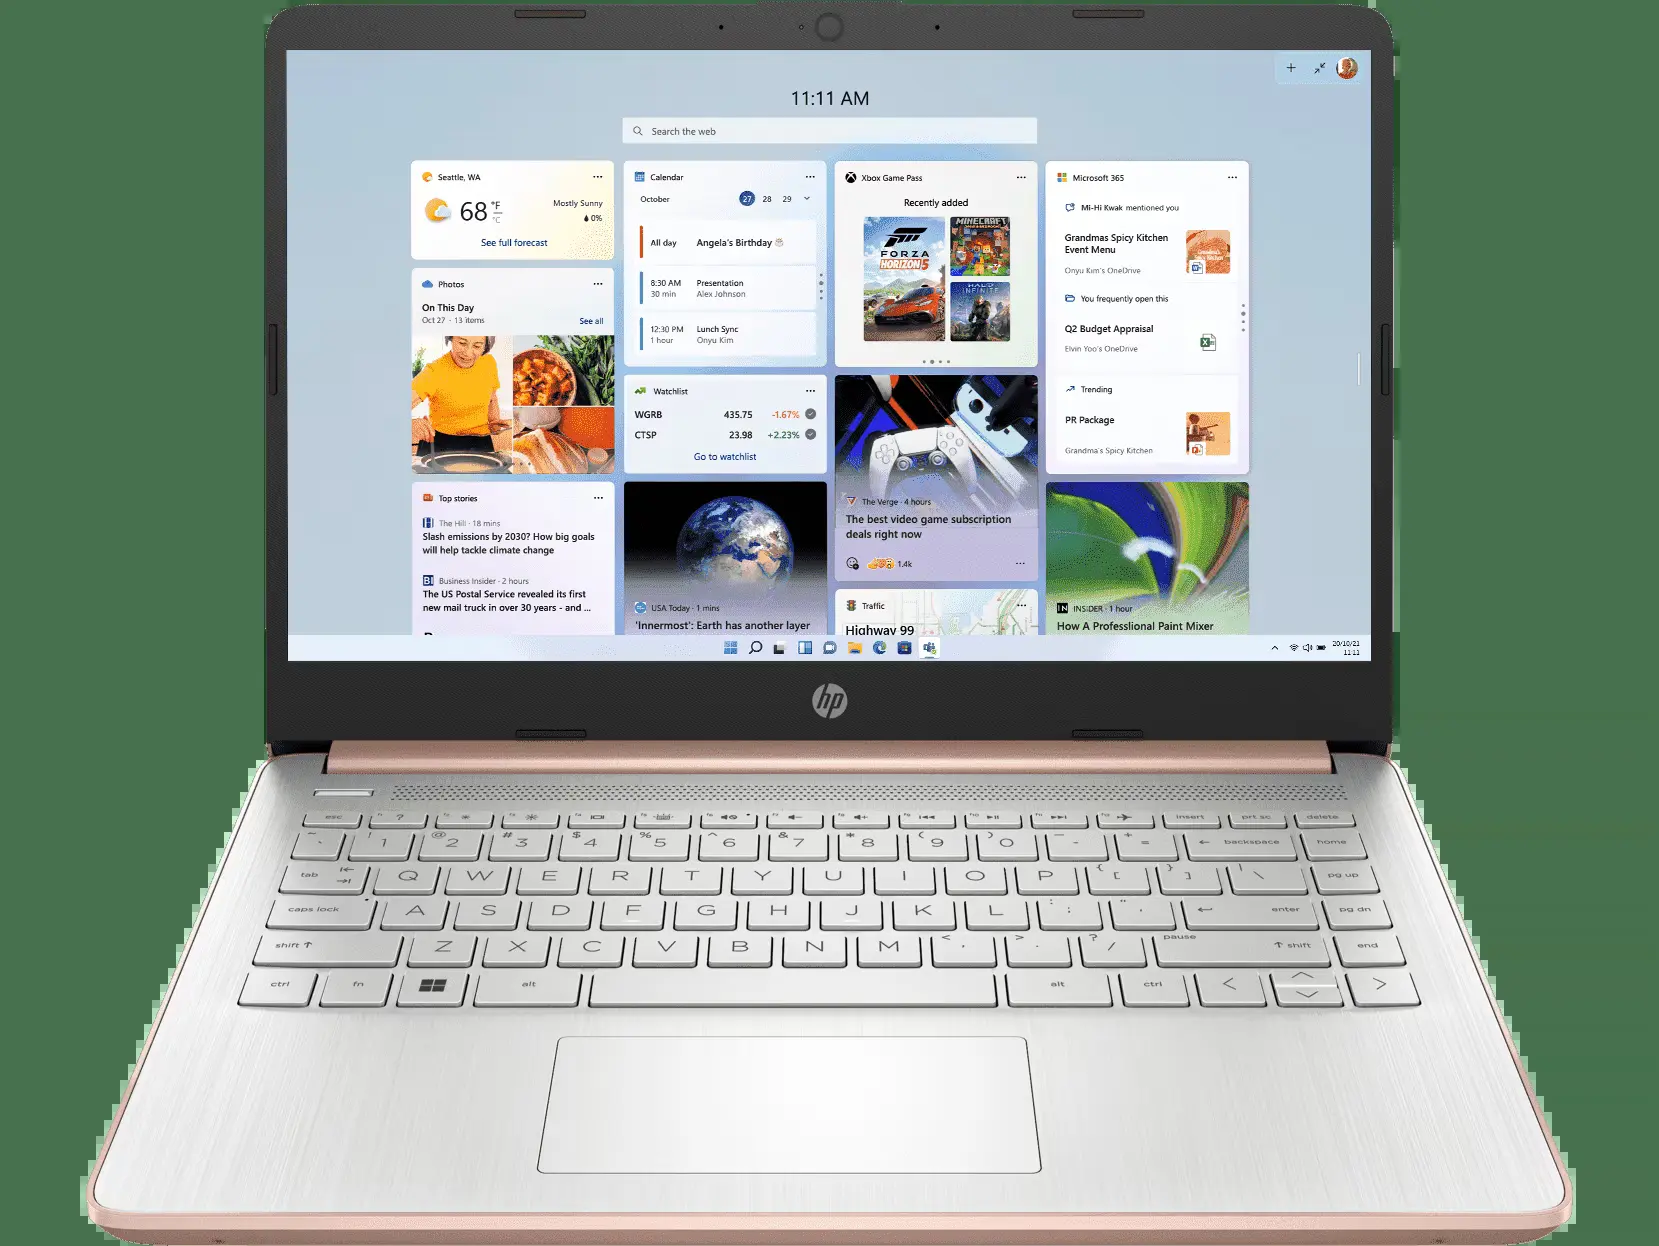 11:11 AM
Search the web
Seattle, WA
68 °F
°C
Mostly Sunny
0%
See full forecast
Photos
On This Day
Oct 27 · 13 items
See all
Top stories
The Hill · 18 mins
Slash emissions by 2030? How big goals
will help tackle climate change
BI Business Insider · 2 hours
The US Postal Service revealed its first
new mail truck in over 30 years - and ...
Calendar
October 27 28 29
All day Angela's Birthday
8:30 AM Presentation
30 min Alex Johnson
12:30 PM Lunch Sync
1 hour Onyu Kim
Watchlist
WGRB 435.75 -1.67%
CTSP 23.98 +2.23%
Go to watchlist
USA Today · 1 mins
'Innermost': Earth has another layer
Xbox Game Pass
Recently added
FORZA
HORIZON 5
MINECRAFT
HALO
INFINITE
The Verge · 4 hours
The best video game subscription
deals right now
1.4k
Traffic
Highway 99
Microsoft 365
Mi-Hi Kwak mentioned you
Grandmas Spicy Kitchen
Event Menu
Onyu Kim's OneDrive
You frequently open this
Q2 Budget Appraisal
Elvin Yoo's OneDrive
Trending
PR Package
Grandma's Spicy Kitchen
IN INSIDER · 1 hour
How A Professlional Paint Mixer
20/10/21
11:11
hp
esc ? insert prt sc delete
~ ` ! 1 @ 2 # 3 $ 4 % 5 ^ 6 & 7 * 8 ( 9 ) 0 - + = backspace home
tab Q W E R T Y U I O P { [ } ] | \ pg up
caps lock A S D F G H J K L : ; " ' enter pg dn
shift Z X C V B N M < , > . ? / pause shift end
ctrl fn alt alt ctrl